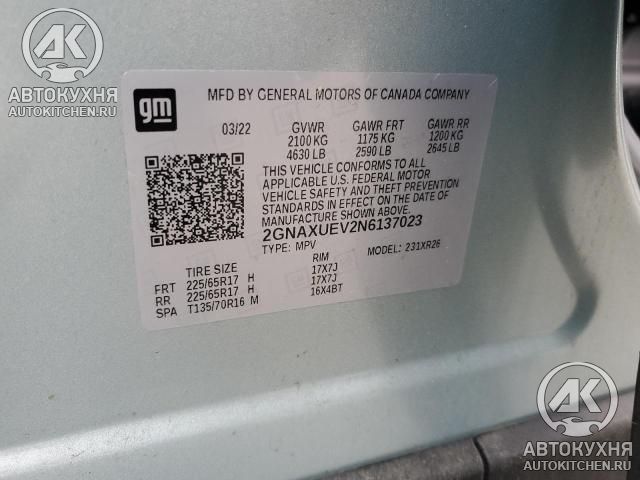 AK
АВТОКУХНЯ
AUTOKITCHEN.RU
gm
MFD BY GENERAL MOTORS OF CANADA COMPANY
03/22 GVWR GAWR FRT GAWR RR
2100 KG 1175 KG 1200 KG
4630 LB 2590 LB 2645 LB
THIS VEHICLE CONFORMS TO ALL
APPLICABLE U.S. FEDERAL MOTOR
VEHICLE SAFETY AND THEFT PREVENTION
STANDARDS IN EFFECT ON THE DATE OF
MANUFACTURE SHOWN ABOVE.
2GNAXUEV2N6137023
TYPE: MPV MODEL: 231XR26
TIRE SIZE RIM
FRT 225/65R17 H 17X7J
RR 225/65R17 H 17X7J
SPA T135/70R16 M 16X4BT
AK
АВТОКУХНЯ
AUTOKITCHEN.RU